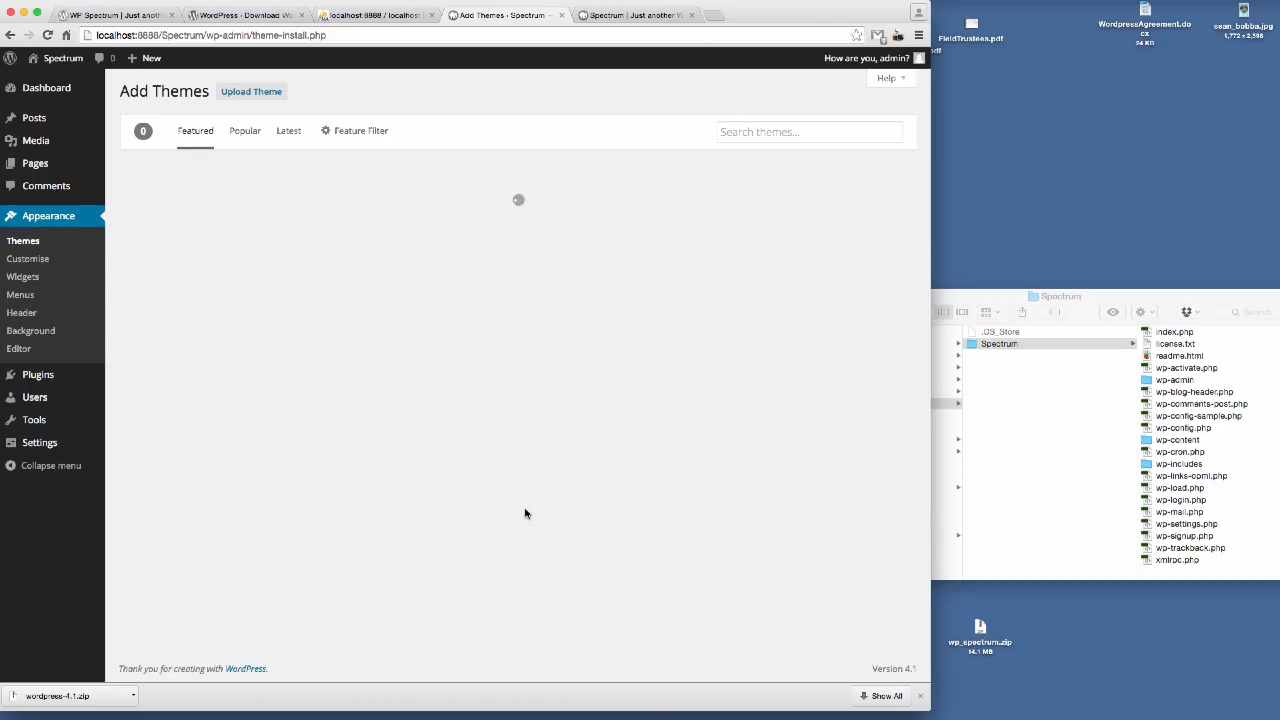 WP Spectrum | Just anothe
WordPress › Download W
localhost:8888 / localhost |
Add Themes ‹ Spectrum —
Spectrum | Just another W
localhost:8888/Spectrum/wp-admin/theme-install.php
Spectrum
0
New
How are you, admin?
Help
Add Themes
Upload Theme
0
Featured
Popular
Latest
Feature Filter
Search themes...
Dashboard
Posts
Media
Pages
Comments
Appearance
Themes
Customise
Widgets
Menus
Header
Background
Editor
Plugins
Users
Tools
Settings
Collapse menu
Thank you for creating with WordPress.
Version 4.1
wordpress-4.1.zip
Show All
FieldTrustees.pdf
pdf
WordpressAgreement.do
cx
24 KB
sean_bobba.jpg
1,772 × 2,598
Spectrum
Search
.DS_Store
Spectrum
index.php
license.txt
readme.html
wp-activate.php
wp-admin
wp-blog-header.php
wp-comments-post.php
wp-config-sample.php
wp-config.php
wp-content
wp-cron.php
wp-includes
wp-links-opml.php
wp-load.php
wp-login.php
wp-mail.php
wp-settings.php
wp-signup.php
wp-trackback.php
xmlrpc.php
wp_spectrum.zip
14.1 MB